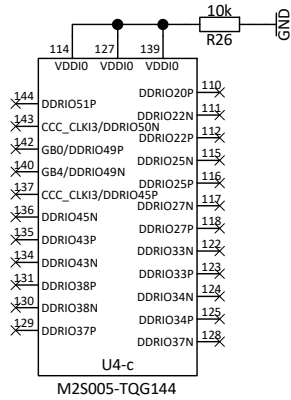 10k
R26
GND
114 127 139
VDDI0 VDDI0 VDDI0
144 DDRIO51P
143 CCC_CLKI3/DDRIO50N
142 GB0/DDRIO49P
140 GB4/DDRIO49N
137 CCC_CLKI3/DDRIO45P
136 DDRIO45N
135 DDRIO43P
134 DDRIO43N
131 DDRIO38P
130 DDRIO38N
129 DDRIO37P
DDRIO20P 110
DDRIO22N 111
DDRIO22P 112
DDRIO25N 115
DDRIO25P 116
DDRIO27N 117
DDRIO27P 118
DDRIO33N 122
DDRIO33P 123
DDRIO34N 124
DDRIO34P 125
DDRIO37N 128
U4-c
M2S005-TQG144